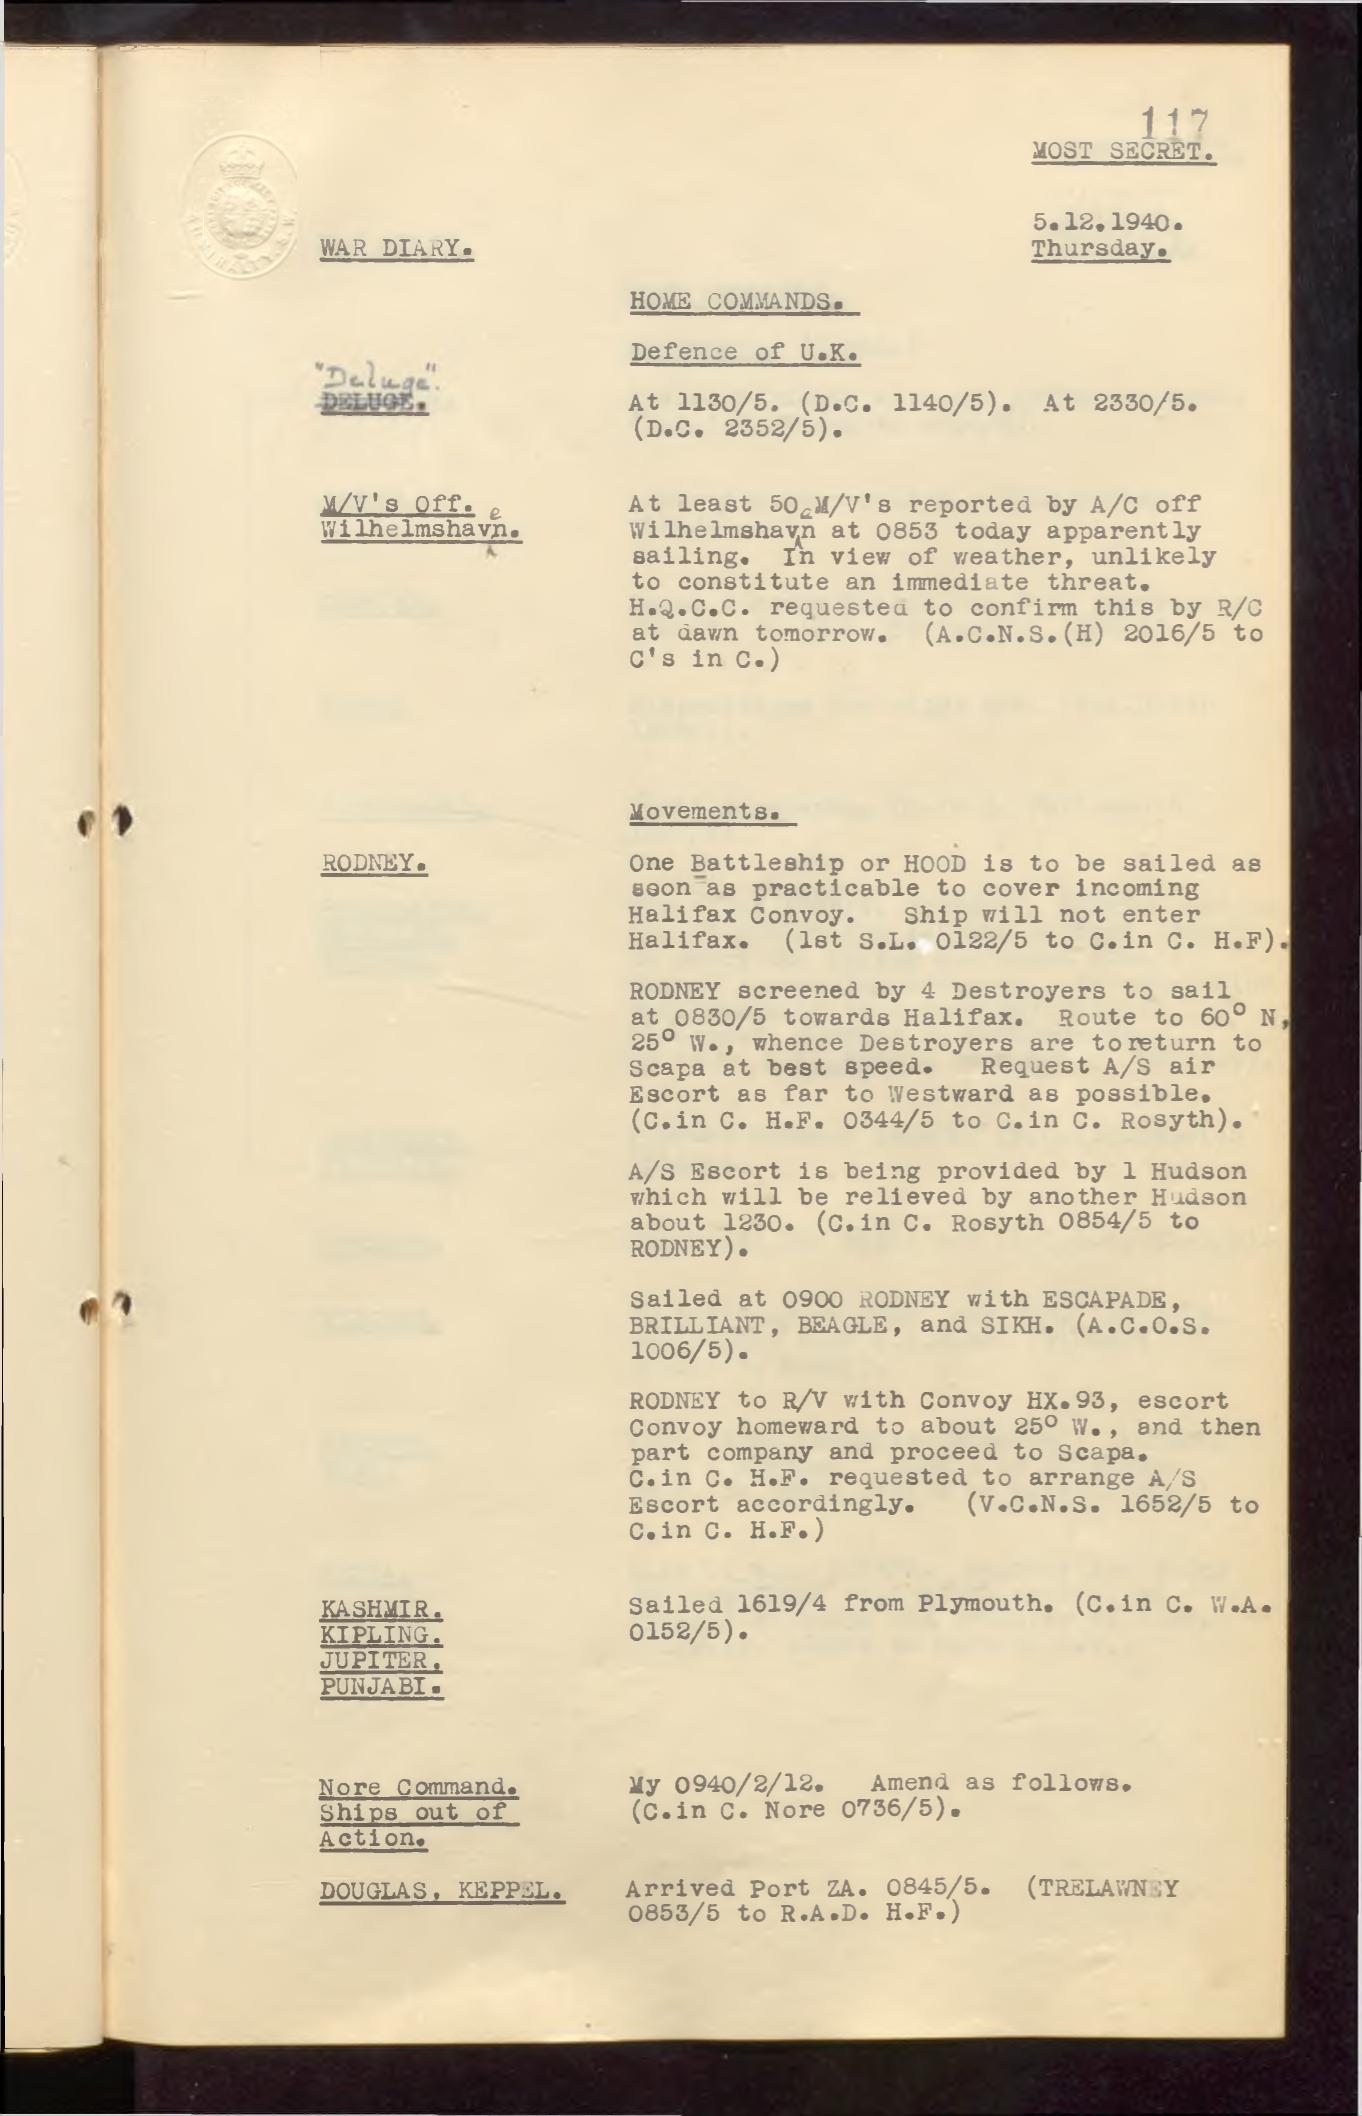 117
MOST SECRET.
5.12.1940.
WAR DIARY. Thursday.
HOME COMMANDS.
Defence of U.K.
"Deluge".
DELUGE. At 1130/5. (D.C. 1140/5). At 2330/5.
(D.C. 2352/5).
M/V's Off. At least 50 M/V's reported by A/C off
e
Wilhelmshavn. Wilhelmshavn at 0853 today apparently
e
sailing. In view of weather, unlikely
to constitute an immediate threat.
H.Q.C.C. requested to confirm this by R/C
at dawn tomorrow. (A.C.N.S.(H) 2016/5 to
C's in C.)
Movements.
RODNEY. One Battleship or HOOD is to be sailed as
soon as practicable to cover incoming
Halifax Convoy. Ship will not enter
Halifax. (1st S.L. 0122/5 to C.in C. H.F).
RODNEY screened by 4 Destroyers to sail
at 0830/5 towards Halifax. Route to 60° N,
25° W., whence Destroyers are to return to
Scapa at best speed. Request A/S air
Escort as far to Westward as possible.
(C.in C. H.F. 0344/5 to C.in C. Rosyth).
A/S Escort is being provided by 1 Hudson
which will be relieved by another Hudson
about 1230. (C.in C. Rosyth 0854/5 to
RODNEY).
Sailed at 0900 RODNEY with ESCAPADE,
BRILLIANT, BEAGLE, and SIKH. (A.C.O.S.
1006/5).
RODNEY to R/V with Convoy HX.93, escort
Convoy homeward to about 25° W., and then
part company and proceed to Scapa.
C.in C. H.F. requested to arrange A/S
Escort accordingly. (V.C.N.S. 1652/5 to
C.in C. H.F.)
KASHMIR. Sailed 1619/4 from Plymouth. (C.in C. W.A.
KIPLING. 0152/5).
JUPITER.
PUNJABI.
Nore Command. My 0940/2/12. Amend as follows.
Ships out of (C.in C. Nore 0736/5).
Action.
DOUGLAS, KEPPEL. Arrived Port ZA. 0845/5. (TRELAWNEY
0853/5 to R.A.D. H.F.)